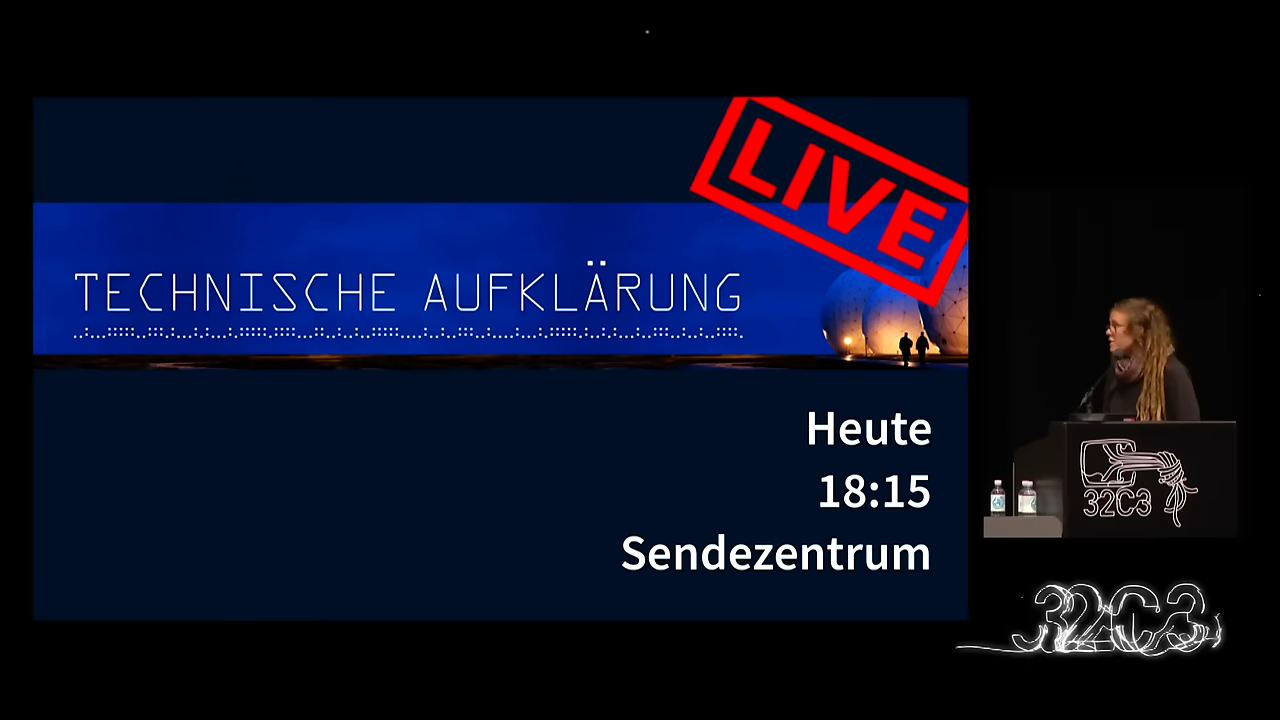 LIVE
TECHNISCHE AUFKLÄRUNG
Heute
18:15
Sendezentrum
32C3
32C3